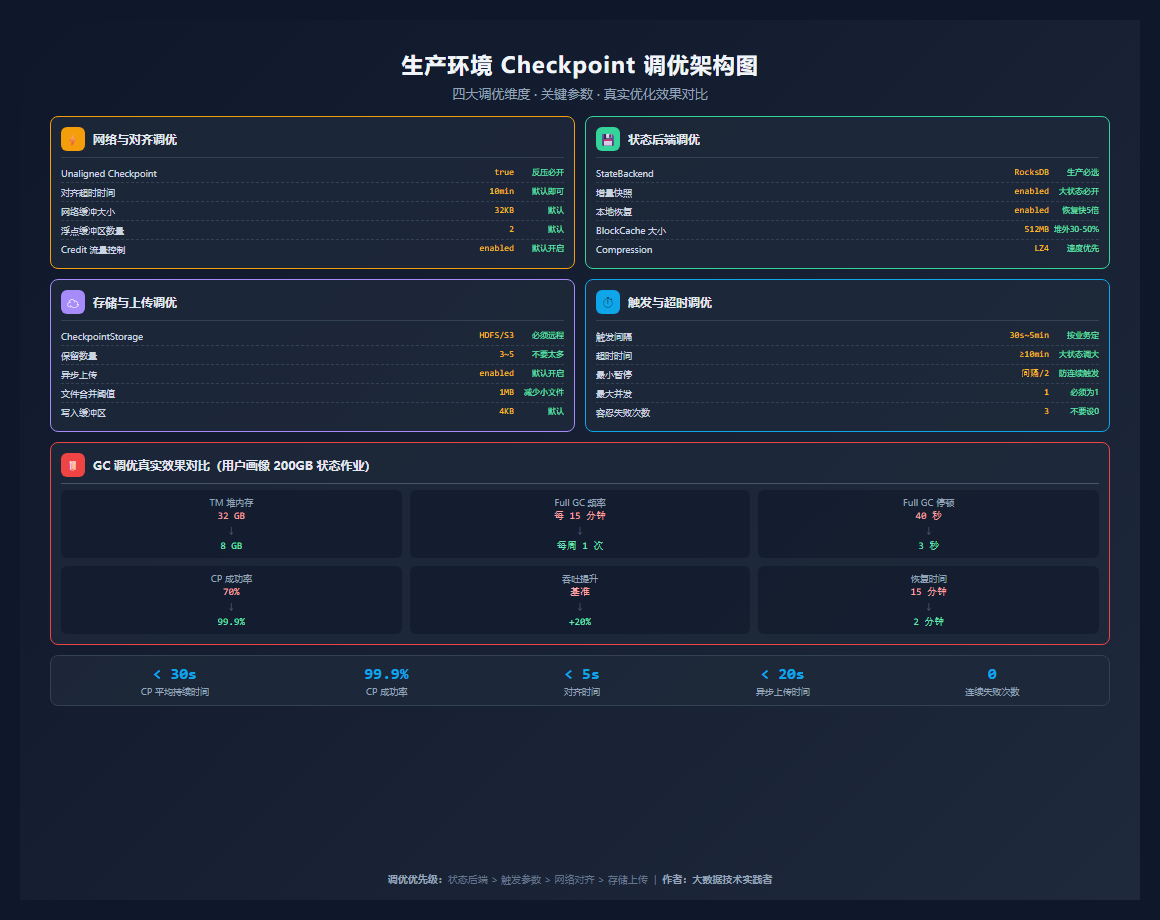 生产环境 Checkpoint 调优架构图
四大调优维度 · 关键参数 · 真实优化效果对比
网络与对齐调优
Unaligned Checkpoint true 反压必开
对齐超时时间 10min 默认即可
网络缓冲大小 32KB 默认
浮点缓冲区数量 2 默认
Credit 流量控制 enabled 默认开启
状态后端调优
StateBackend RocksDB 生产必选
增量快照 enabled 大状态必开
本地恢复 enabled 恢复快5倍
BlockCache 大小 512MB 堆外30-50%
Compression LZ4 速度优先
存储与上传调优
CheckpointStorage HDFS/S3 必须远程
保留数量 3~5 不要太多
异步上传 enabled 默认开启
文件合并阈值 1MB 减少小文件
写入缓冲区 4KB 默认
触发与超时调优
触发间隔 30s~5min 按业务定
超时时间 ≥10min 大状态调大
最小暂停 间隔/2 防连续触发
最大并发 1 必须为1
容忍失败次数 3 不要设0
GC 调优真实效果对比（用户画像 200GB 状态作业）
TM 堆内存
32 GB
↓
8 GB
Full GC 频率
每 15 分钟
↓
每周 1 次
Full GC 停顿
40 秒
↓
3 秒
CP 成功率
70%
↓
99.9%
吞吐提升
基准
↓
+20%
恢复时间
15 分钟
↓
2 分钟
< 30s
CP 平均持续时间
99.9%
CP 成功率
< 5s
对齐时间
< 20s
异步上传时间
0
连续失败次数
调优优先级：状态后端 > 触发参数 > 网络对齐 > 存储上传 | 作者：大数据技术实践者